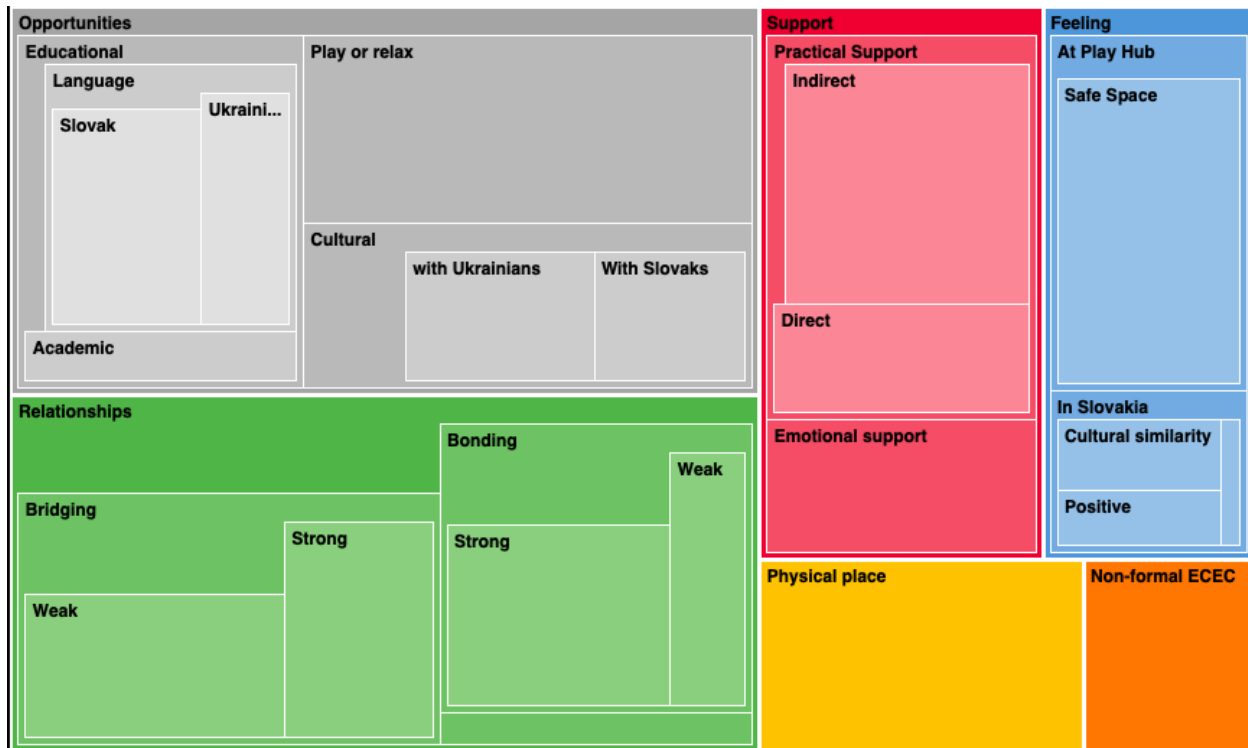 Opportunities
Educational
Language
Slovak
Ukraini...
Academic
Play or relax
Cultural
with Ukrainians
With Slovaks
Relationships
Bridging
Weak
Strong
Bonding
Strong
Weak
Support
Practical Support
Indirect
Direct
Emotional support
Feeling
At Play Hub
Safe Space
In Slovakia
Cultural similarity
Positive
Physical place
Non-formal ECEC